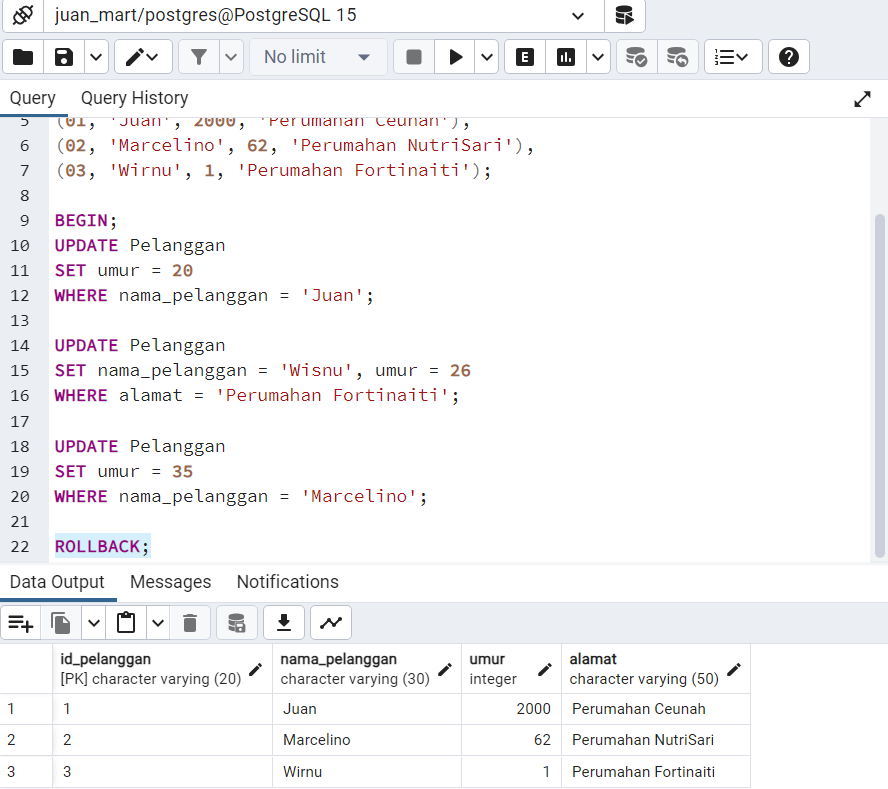 juan_mart/postgres@PostgreSQL 15
No limit
E
Query Query History
5 (01, 'Juan', 2000, 'Perumahan Ceunah'),
6 (02, 'Marcelino', 62, 'Perumahan NutriSari'),
7 (03, 'Wirnu', 1, 'Perumahan Fortinaiti');
8
9 BEGIN;
10 UPDATE Pelanggan
11 SET umur = 20
12 WHERE nama_pelanggan = 'Juan';
13
14 UPDATE Pelanggan
15 SET nama_pelanggan = 'Wisnu', umur = 26
16 WHERE alamat = 'Perumahan Fortinaiti';
17
18 UPDATE Pelanggan
19 SET umur = 35
20 WHERE nama_pelanggan = 'Marcelino';
21
22 ROLLBACK;
Data Output Messages Notifications
id_pelanggan nama_pelanggan umur alamat
[PK] character varying (20) character varying (30) integer character varying (50)
1 1 Juan 2000 Perumahan Ceunah
2 2 Marcelino 62 Perumahan NutriSari
3 3 Wirnu 1 Perumahan Fortinaiti